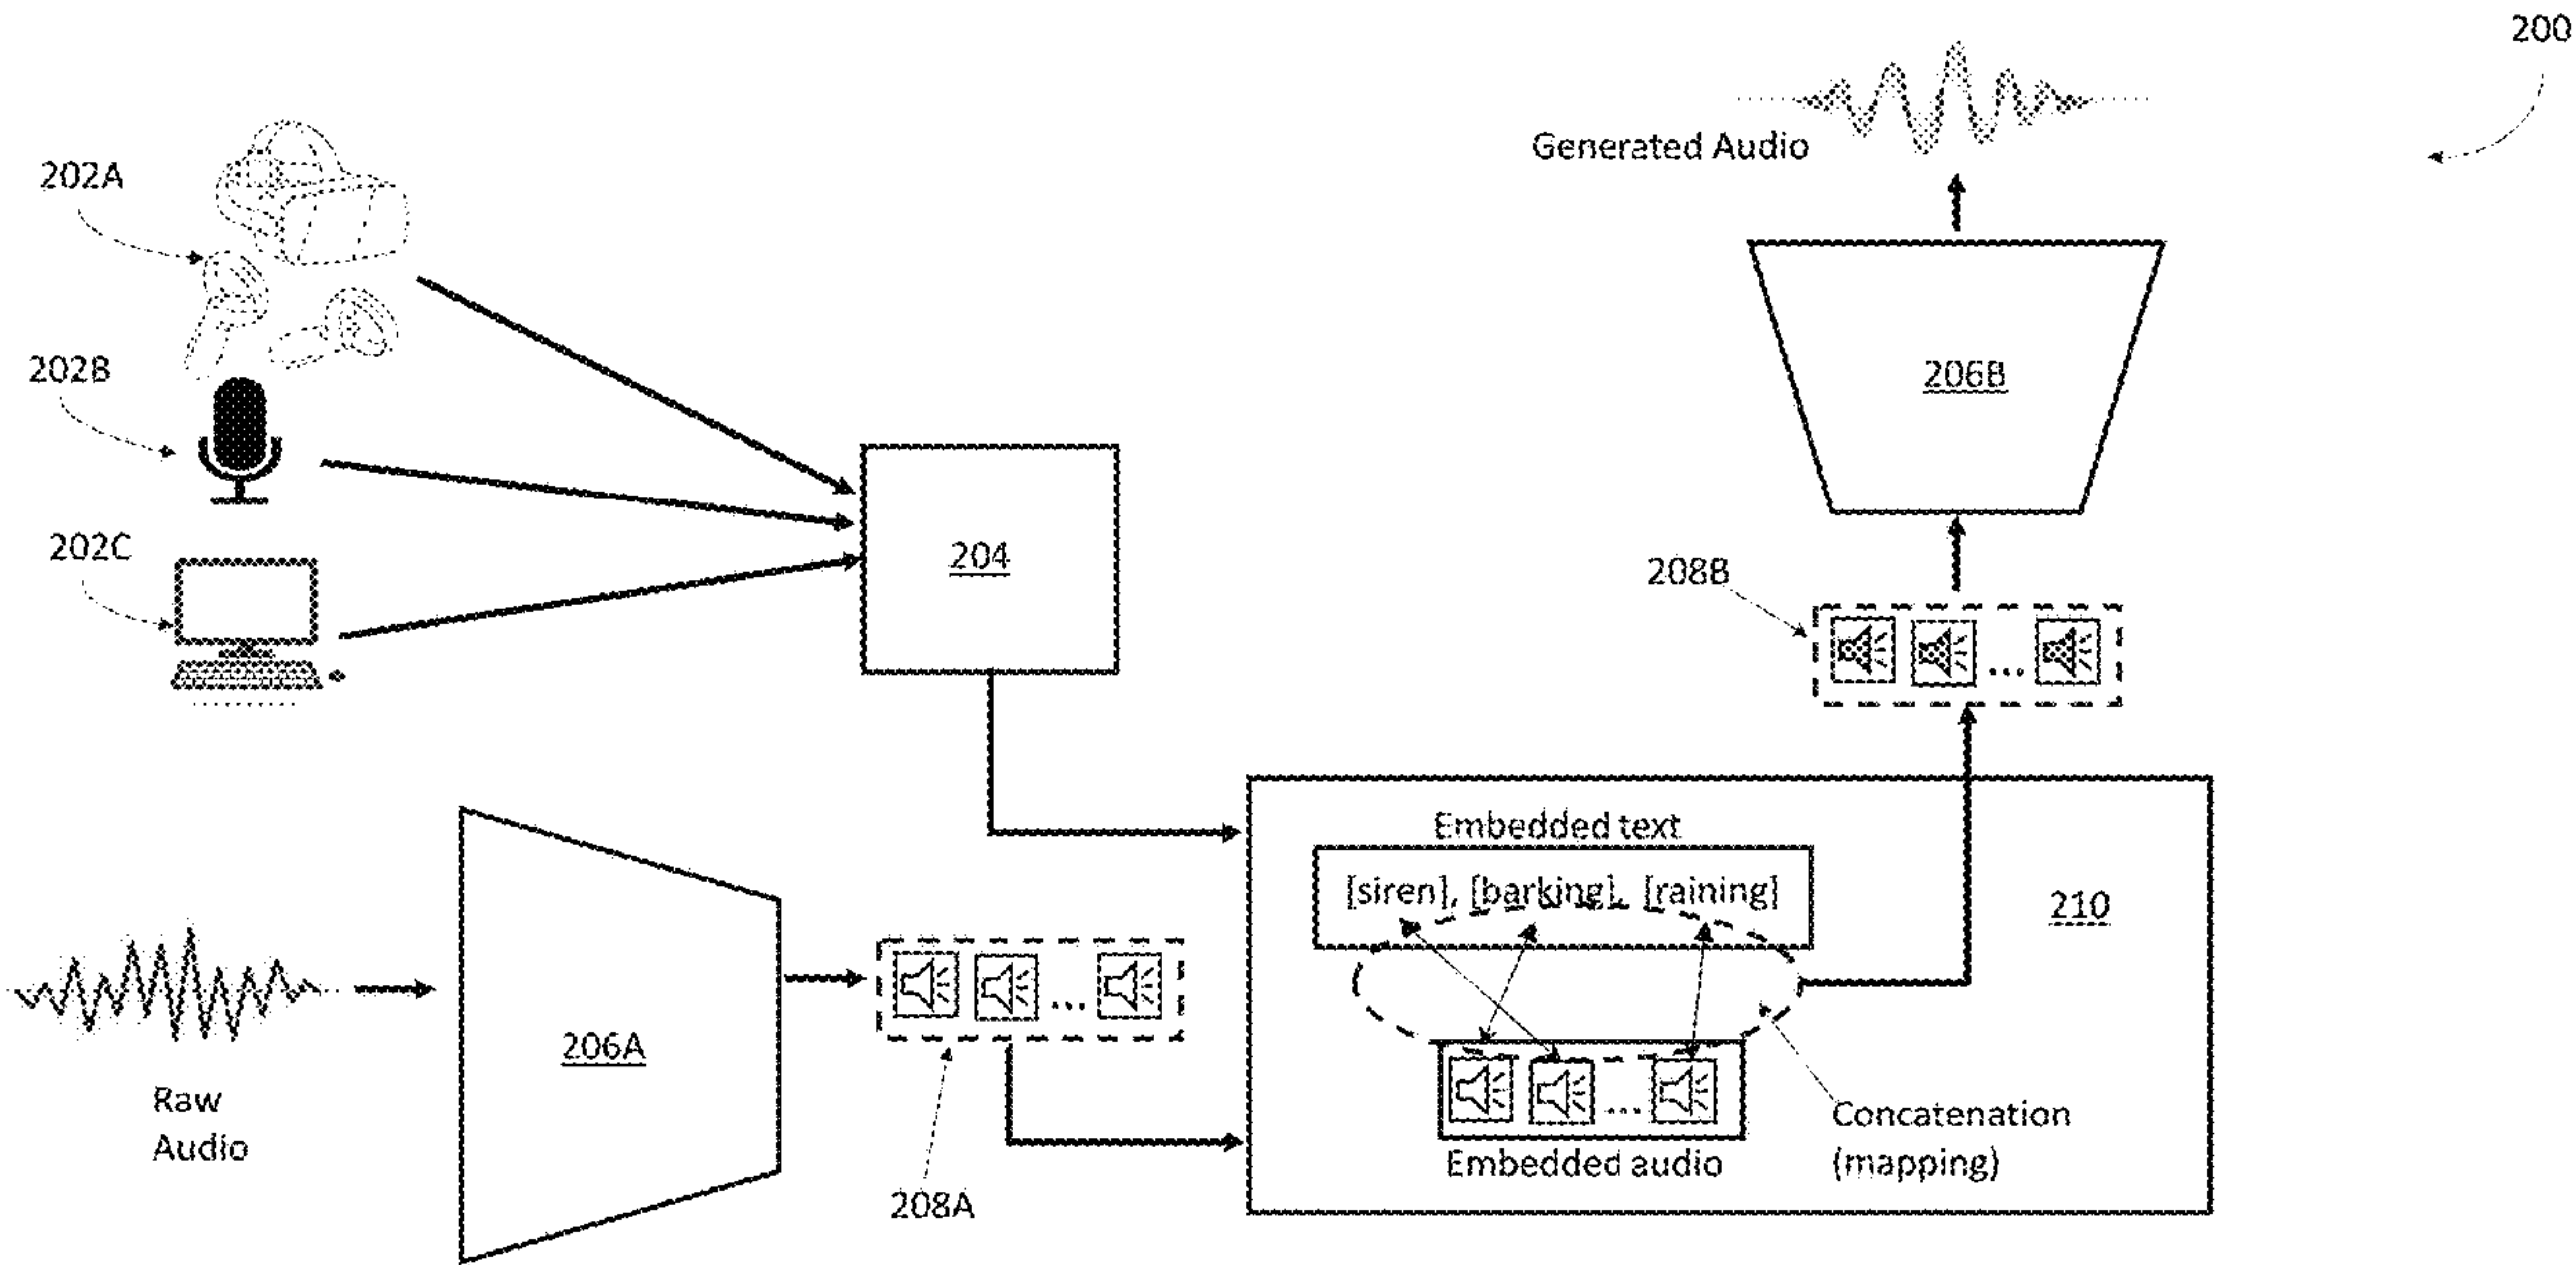 200
Generated Audio
202A
202B
206B
202C
204
208B
Embedded text
[siren], [barking], [raining]
210
206A
Raw
Audio
208A
Concatenation
(mapping)
Embedded audio